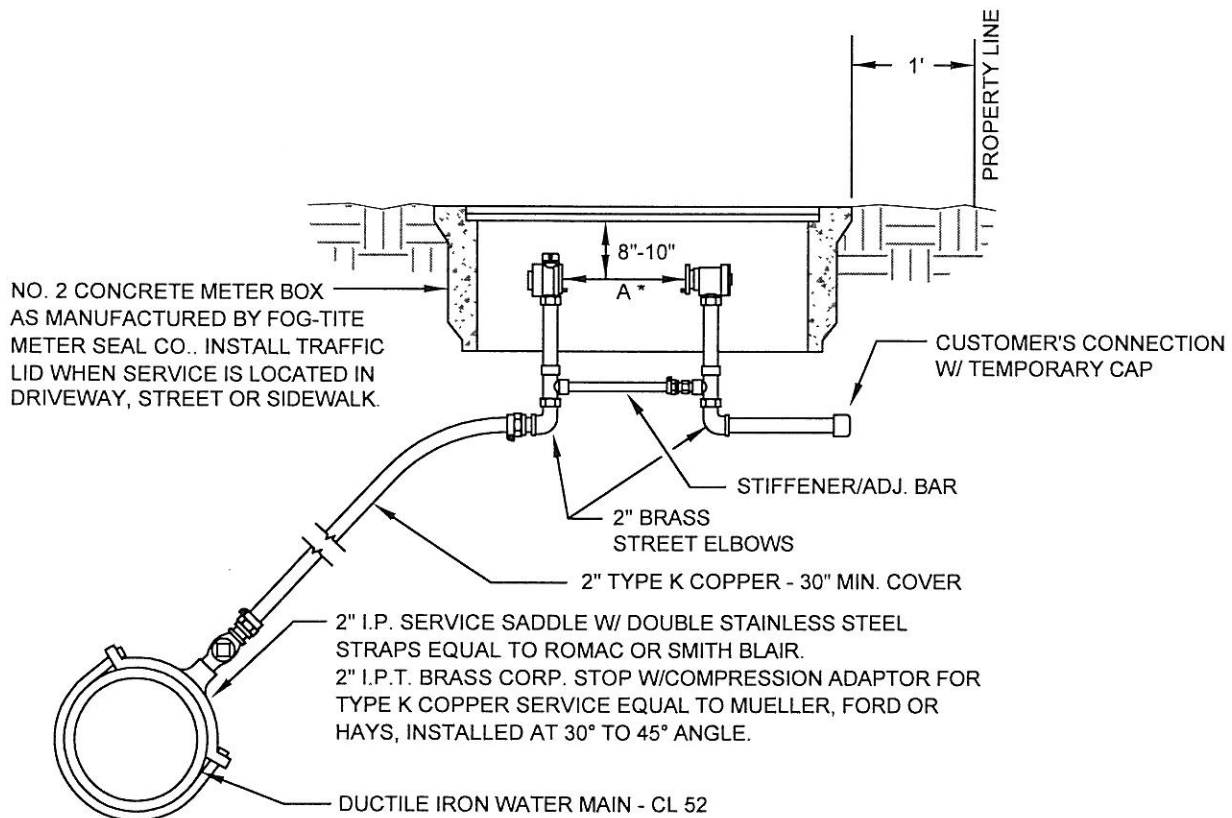 1'
PROPERTY LINE
8"-10"
A *
NO. 2 CONCRETE METER BOX
AS MANUFACTURED BY FOG-TITE
METER SEAL CO.. INSTALL TRAFFIC
LID WHEN SERVICE IS LOCATED IN
DRIVEWAY, STREET OR SIDEWALK.
CUSTOMER'S CONNECTION
W/ TEMPORARY CAP
STIFFENER/ADJ. BAR
2" BRASS
STREET ELBOWS
2" TYPE K COPPER - 30" MIN. COVER
2" I.P. SERVICE SADDLE W/ DOUBLE STAINLESS STEEL
STRAPS EQUAL TO ROMAC OR SMITH BLAIR.
2" I.P.T. BRASS CORP. STOP W/COMPRESSION ADAPTOR FOR
TYPE K COPPER SERVICE EQUAL TO MUELLER, FORD OR
HAYS, INSTALLED AT 30° TO 45° ANGLE.
DUCTILE IRON WATER MAIN - CL 52